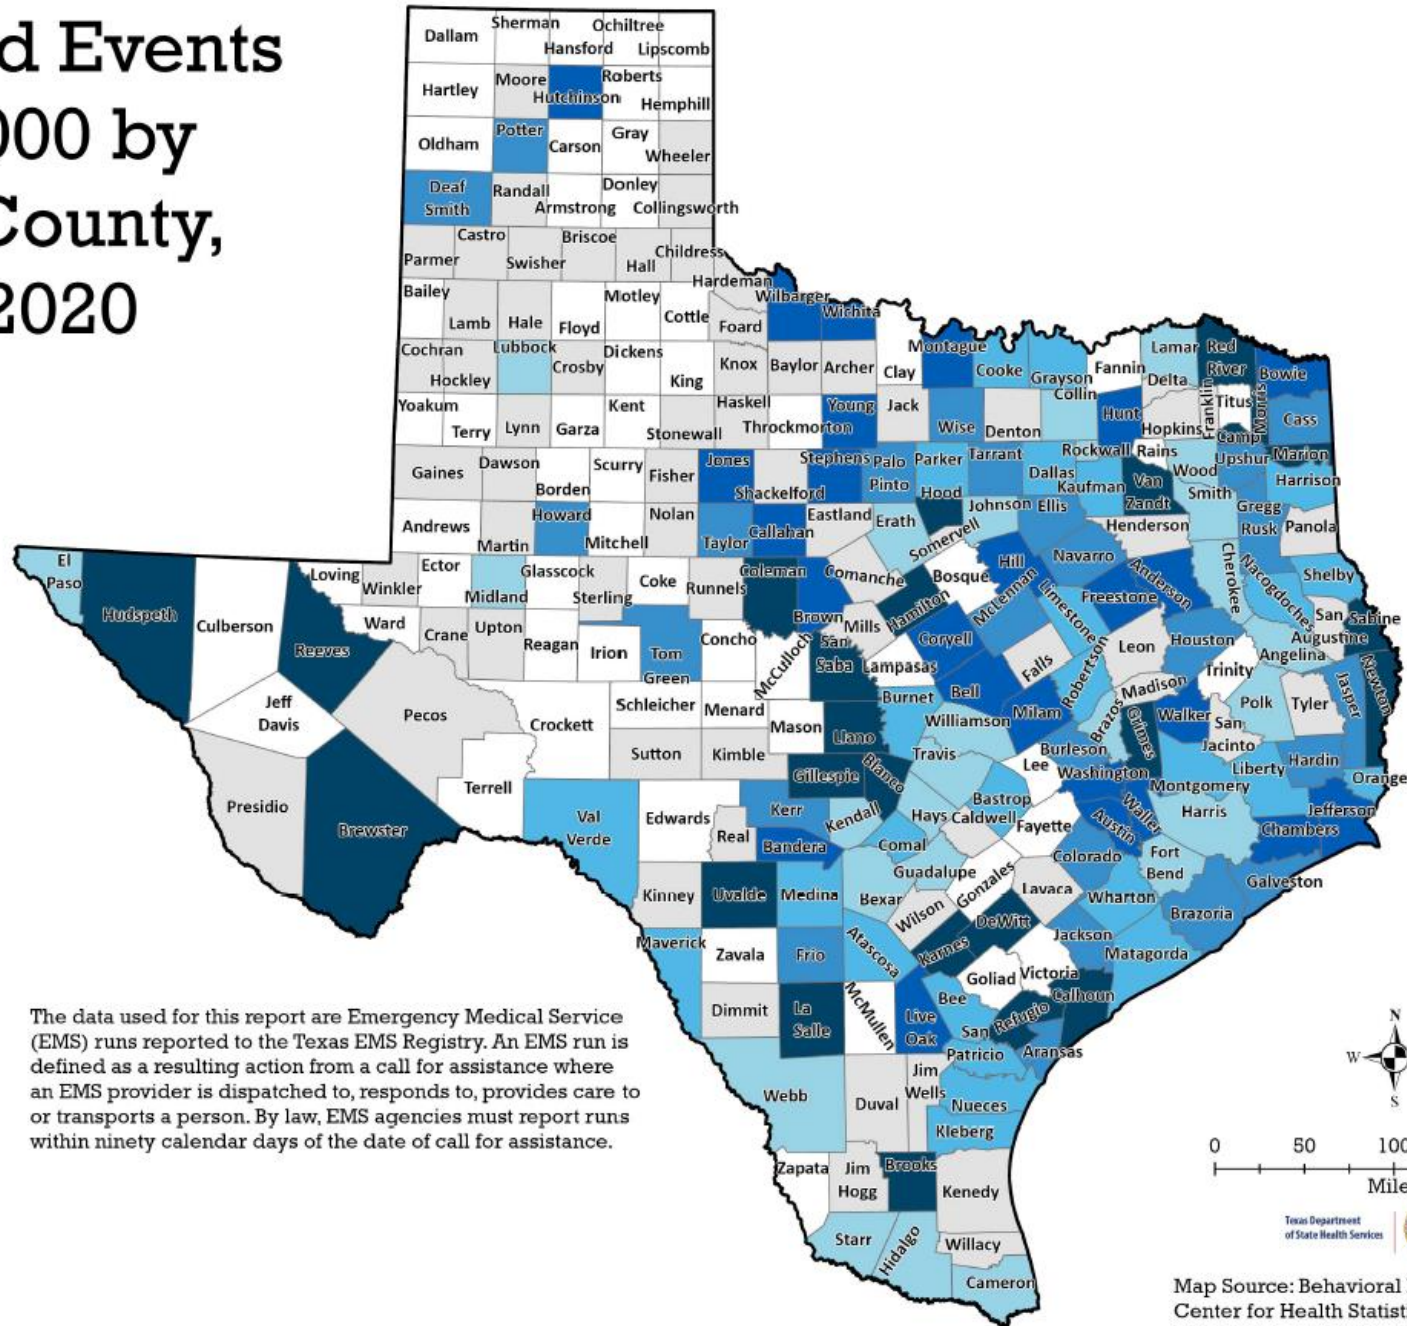 d Events
000 by
County,
2020
Dallam
Sherman
Hansford
Ochiltree
Lipscomb
Hartley
Moore
Hutchinson
Roberts
Hemphill
Oldham
Potter
Carson
Gray
Wheeler
Deaf
Smith
Randall
Armstrong
Donley
Collingsworth
Parmer
Castro
Swisher
Briscoe
Hall
Childress
Hardeman
Bailey
Lamb
Hale
Floyd
Motley
Cottle
Foard
Wilbarger
Wichita
Cochran
Hockley
Lubbock
Crosby
Dickens
King
Knox
Baylor
Archer
Clay
Montague
Cooke
Grayson
Fannin
Lamar
Red
River
Bowie
Delta
Franklin
Titus
Morris
Cass
Yoakum
Terry
Lynn
Garza
Kent
Stonewall
Haskell
Throckmorton
Young
Jack
Wise
Denton
Collin
Hunt
Hopkins
Camp
Gaines
Dawson
Borden
Scurry
Fisher
Jones
Shackelford
Stephens
Palo
Pinto
Parker
Tarrant
Dallas
Rockwall
Kaufman
Rains
Van
Zandt
Wood
Upshur
Marion
Harrison
Smith
Gregg
Rusk
Panola
Andrews
Martin
Howard
Mitchell
Nolan
Taylor
Callahan
Eastland
Erath
Hood
Somervell
Johnson
Ellis
Henderson
Navarro
Cherokee
Nacogdoches
Shelby
El
Paso
Hudspeth
Culberson
Reeves
Loving
Winkler
Ector
Midland
Glasscock
Sterling
Coke
Runnels
Coleman
Brown
Comanche
Hamilton
Bosque
Hill
McLennan
Limestone
Freestone
Anderson
Ward
Crane
Upton
Reagan
Irion
Tom
Green
Concho
McCulloch
San
Saba
Mills
Lampasas
Coryell
Bell
Falls
Robertson
Leon
Houston
Trinity
Angelina
San
Augustine
Sabine
Newton
Jasper
Tyler
Polk
Jeff
Davis
Pecos
Crockett
Schleicher
Menard
Mason
Llano
Burnet
Williamson
Milam
Brazos
Madison
Grimes
Walker
San
Jacinto
Presidio
Brewster
Terrell
Sutton
Kimble
Gillespie
Blanco
Travis
Burleson
Lee
Washington
Montgomery
Liberty
Hardin
Orange
Val
Verde
Edwards
Real
Kerr
Kendall
Bandera
Hays
Caldwell
Bastrop
Fayette
Austin
Waller
Harris
Chambers
Jefferson
Comal
Guadalupe
Gonzales
Colorado
Fort
Bend
Galveston
Kinney
Uvalde
Medina
Bexar
Wilson
Lavaca
Wharton
Brazoria
Maverick
Zavala
Frio
Atascosa
Karnes
DeWitt
Jackson
Matagorda
Goliad
Victoria
Calhoun
Dimmit
La
Salle
McMullen
Live
Oak
Bee
San
Patricio
Refugio
Aransas
Webb
Duval
Jim
Wells
Nueces
Kleberg
Zapata
Jim
Hogg
Brooks
Kenedy
Starr
Hidalgo
Willacy
Cameron
The data used for this report are Emergency Medical Service
(EMS) runs reported to the Texas EMS Registry. An EMS run is
defined as a resulting action from a call for assistance where
an EMS provider is dispatched to, responds to, provides care to
or transports a person. By law, EMS agencies must report runs
within ninety calendar days of the date of call for assistance.
N
W
S
0 50 100
Mile
Texas Department
of State Health Services
Map Source: Behavioral
Center for Health Statist